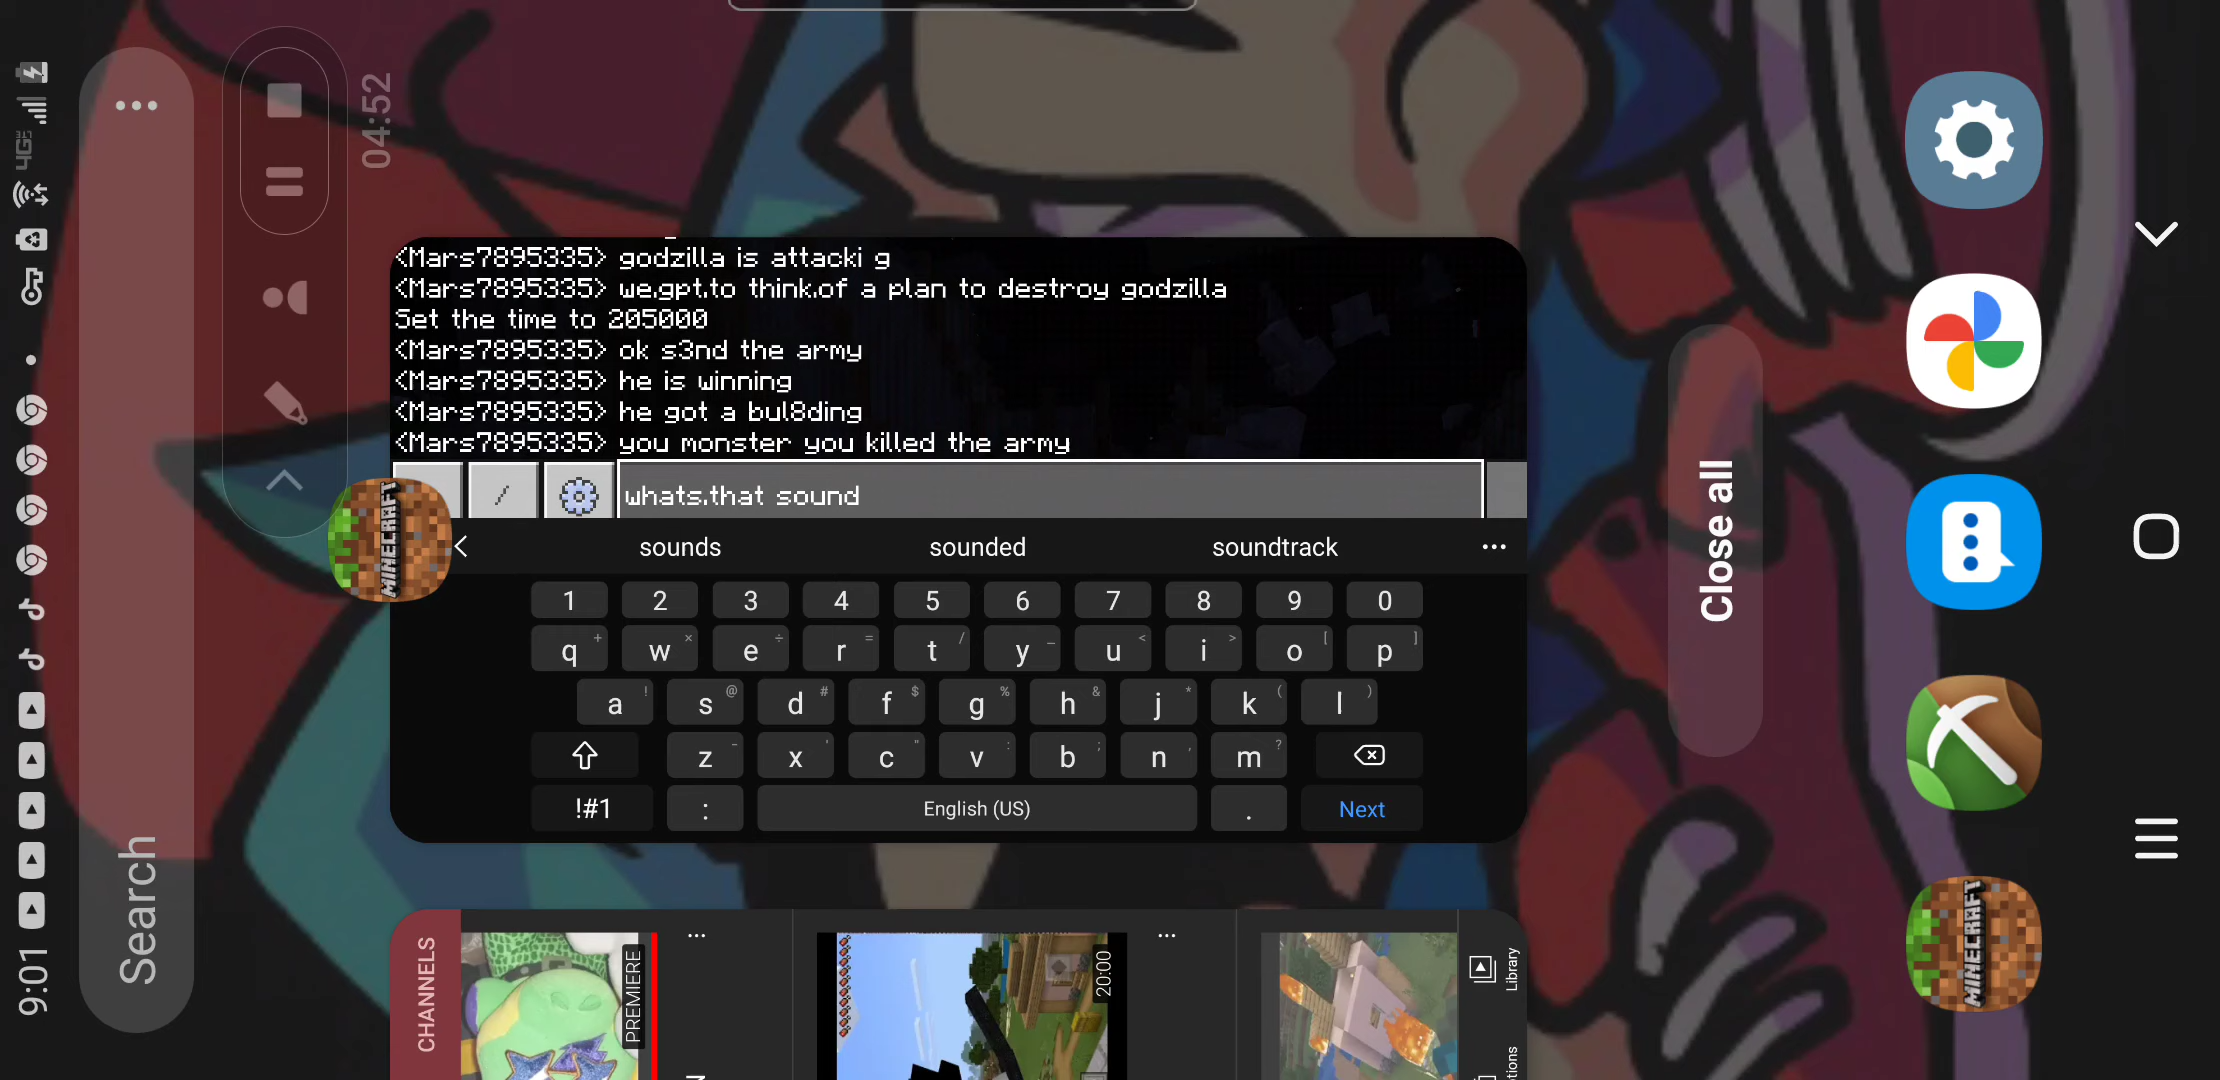 <Mars7895335> godzilla is attacki g
<Mars7895335> we.gpt.to think.of a plan to destroy godzilla
Set the time to 205000
<Mars7895335> ok s3nd the army
<Mars7895335> he is winning
<Mars7895335> he got a bul8ding
<Mars7895335> you monster you killed the army
/
whats.that sound
sounds sounded soundtrack
1 2 3 4 5 6 7 8 9 0
q w e r t y u i o p
+ × ÷ = / _ < > [ ]
a s d f g h j k l
! @ # $ % & * ( )
z x c v b n m
- ' " : ; , ?
!#1 : English (US) . Next
Search
04:52
4GE
9:01
Close all
MINECRAFT
MINECRAFT
CHANNELS
PREMIERE
20:00
Library